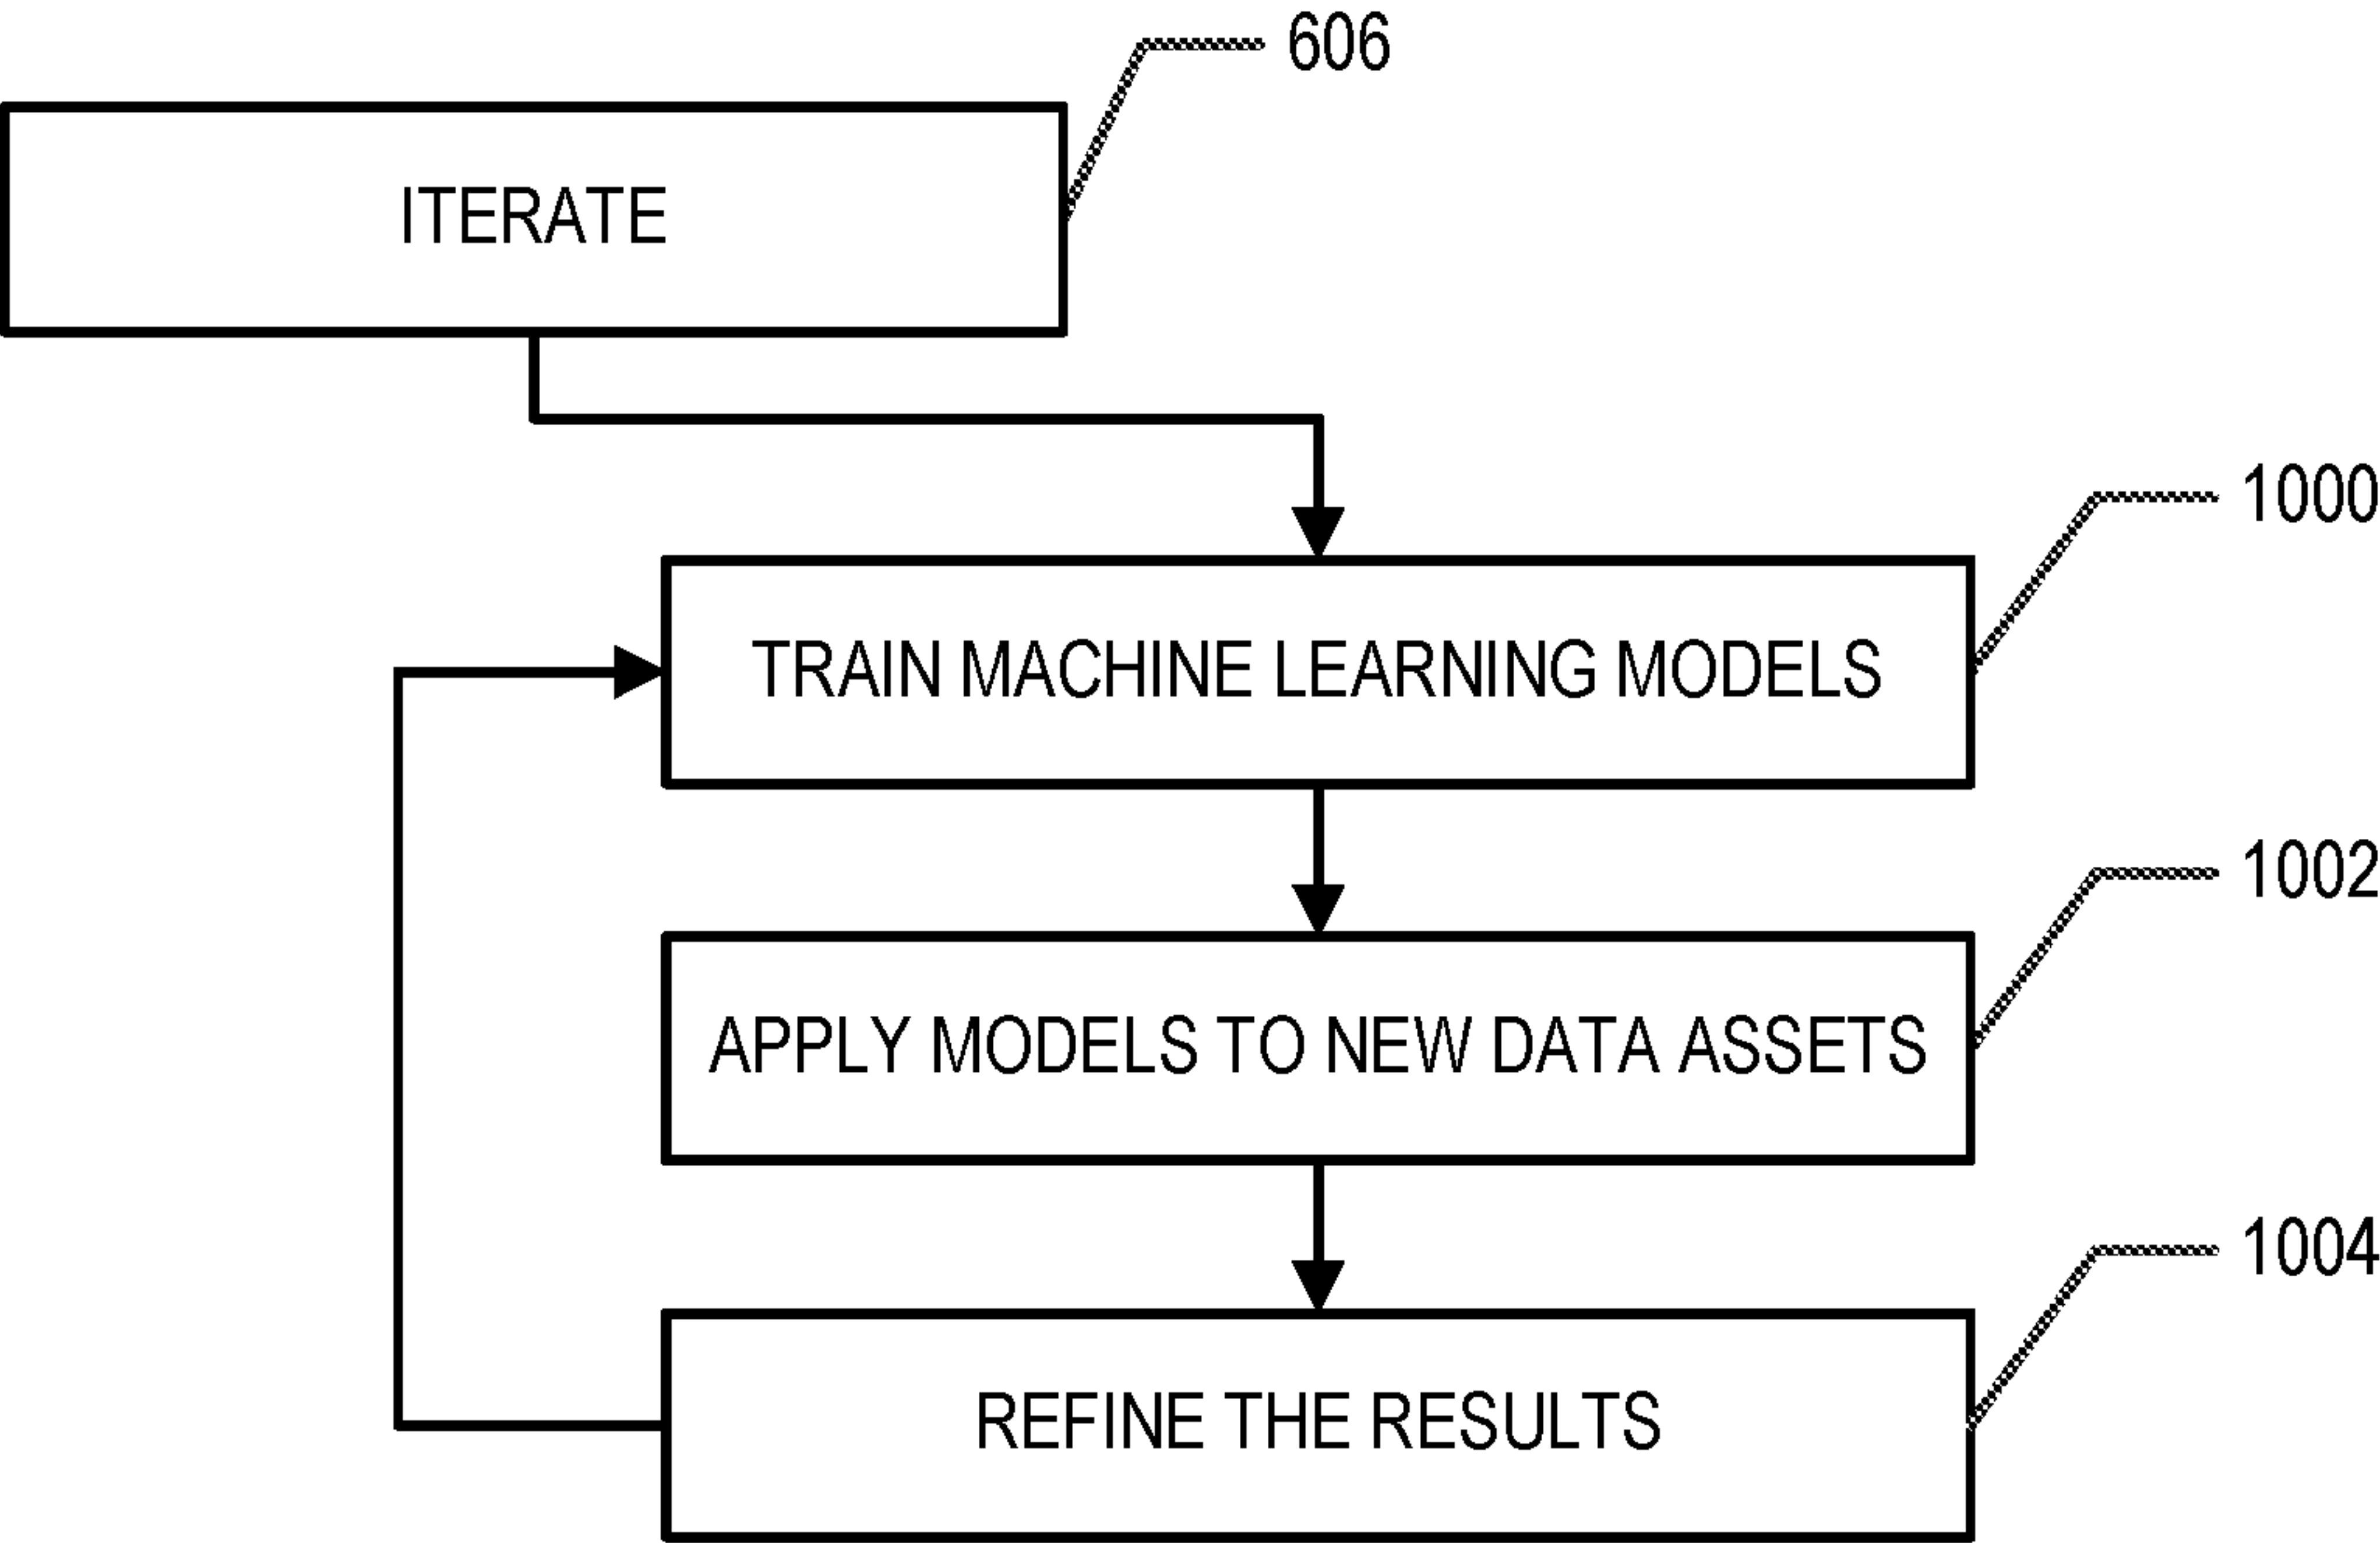 606
ITERATE
1000
TRAIN MACHINE LEARNING MODELS
1002
APPLY MODELS TO NEW DATA ASSETS
1004
REFINE THE RESULTS